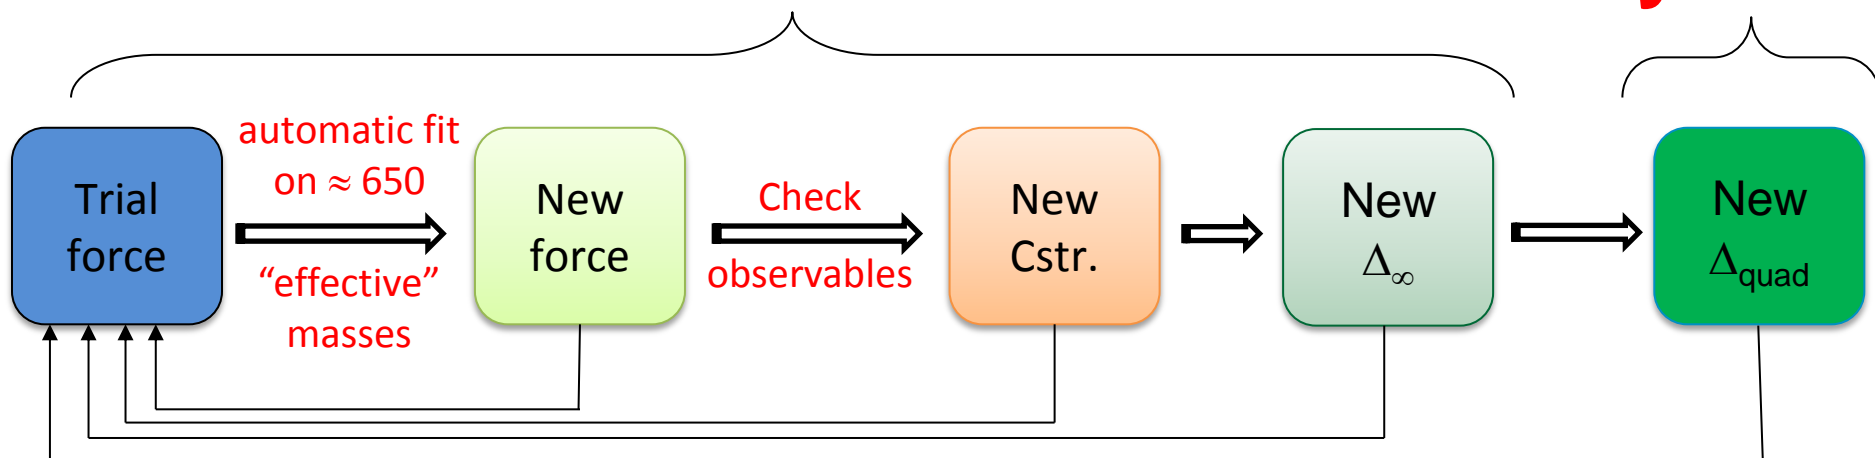 Trial
force
automatic fit
on ≈ 650
“effective”
masses
New
force
Check
observables
New
Cstr.
New
Δ∞
New
Δquad